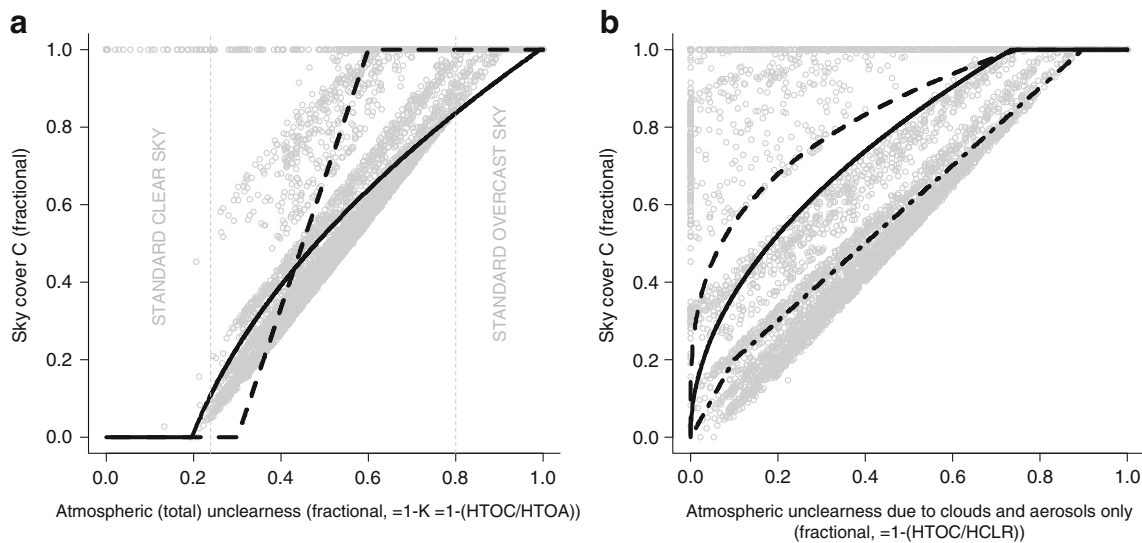 a
Sky cover C (fractional)
1.0
0.8
0.6
0.4
0.2
0.0
STANDARD CLEAR SKY
STANDARD OVERCAST SKY
0.0 0.2 0.4 0.6 0.8 1.0
Atmospheric (total) unclearness (fractional, =1-K =1-(HTOC/HTOA))
b
Sky cover C (fractional)
1.0
0.8
0.6
0.4
0.2
0.0
0.0 0.2 0.4 0.6 0.8 1.0
Atmospheric unclearness due to clouds and aerosols only
(fractional, =1-(HTOC/HCLR))